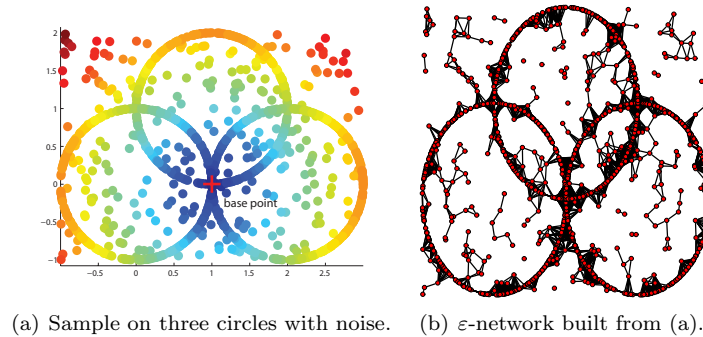 2
1.5
1
0.5
0
−0.5
−1
−0.5 0 0.5 1 1.5 2 2.5
base point
(a) Sample on three circles with noise. (b) ε-network built from (a).